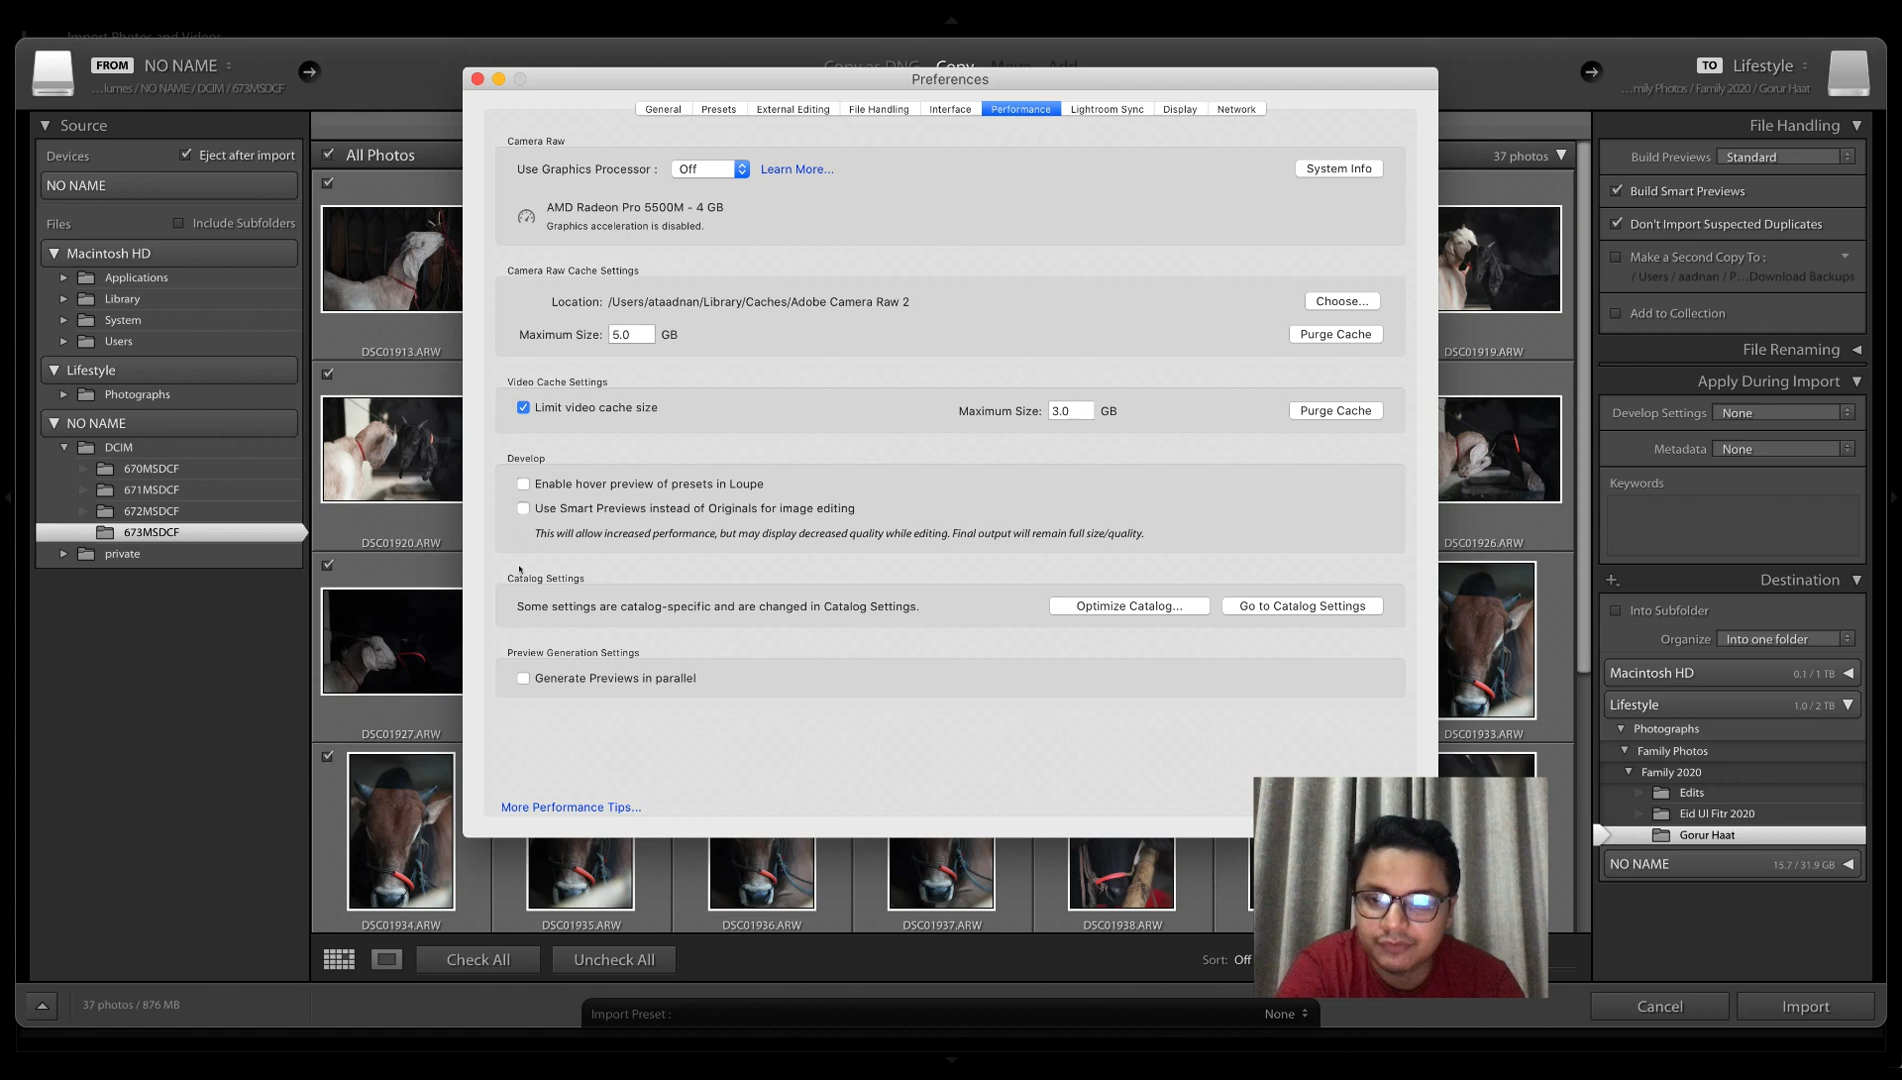 Import Photos and Videos
FROM NO NAME
...lumes / NO NAME / DCIM / 673MSDCF
Copy as DNG Copy Move Add
TO Lifestyle
...mily Photos / Family 2020 / Gorur Haat
Source
Devices
Eject after import
NO NAME
Files
Include Subfolders
Macintosh HD
Applications
Library
System
Users
Lifestyle
Photographs
NO NAME
DCIM
670MSDCF
671MSDCF
672MSDCF
673MSDCF
private
All Photos
37 photos
DSC01913.ARW
DSC01919.ARW
DSC01920.ARW
DSC01926.ARW
DSC01927.ARW
DSC01933.ARW
DSC01934.ARW
DSC01935.ARW
DSC01936.ARW
DSC01937.ARW
DSC01938.ARW
Preferences
General
Presets
External Editing
File Handling
Interface
Performance
Lightroom Sync
Display
Network
Camera Raw
Use Graphics Processor : Off Learn More...
System Info
AMD Radeon Pro 5500M - 4 GB
Graphics acceleration is disabled.
Camera Raw Cache Settings
Location: /Users/ataadnan/Library/Caches/Adobe Camera Raw 2
Choose...
Maximum Size: 5.0 GB
Purge Cache
Video Cache Settings
Limit video cache size
Maximum Size: 3.0 GB
Purge Cache
Develop
Enable hover preview of presets in Loupe
Use Smart Previews instead of Originals for image editing
This will allow increased performance, but may display decreased quality while editing. Final output will remain full size/quality.
Catalog Settings
Some settings are catalog-specific and are changed in Catalog Settings.
Optimize Catalog...
Go to Catalog Settings
Preview Generation Settings
Generate Previews in parallel
More Performance Tips...
File Handling
Build Previews Standard
Build Smart Previews
Don't Import Suspected Duplicates
Make a Second Copy To :
/ Users / aadnan / P...Download Backups
Add to Collection
File Renaming
Apply During Import
Develop Settings None
Metadata None
Keywords
Destination
Into Subfolder
Organize Into one folder
Macintosh HD 0.1 / 1 TB
Lifestyle 1.0 / 2 TB
Photographs
Family Photos
Family 2020
Edits
Eid Ul Fitr 2020
Gorur Haat
NO NAME 15.7 / 31.9 GB
Check All
Uncheck All
Sort: Off
37 photos / 876 MB
Import Preset : None
Cancel
Import